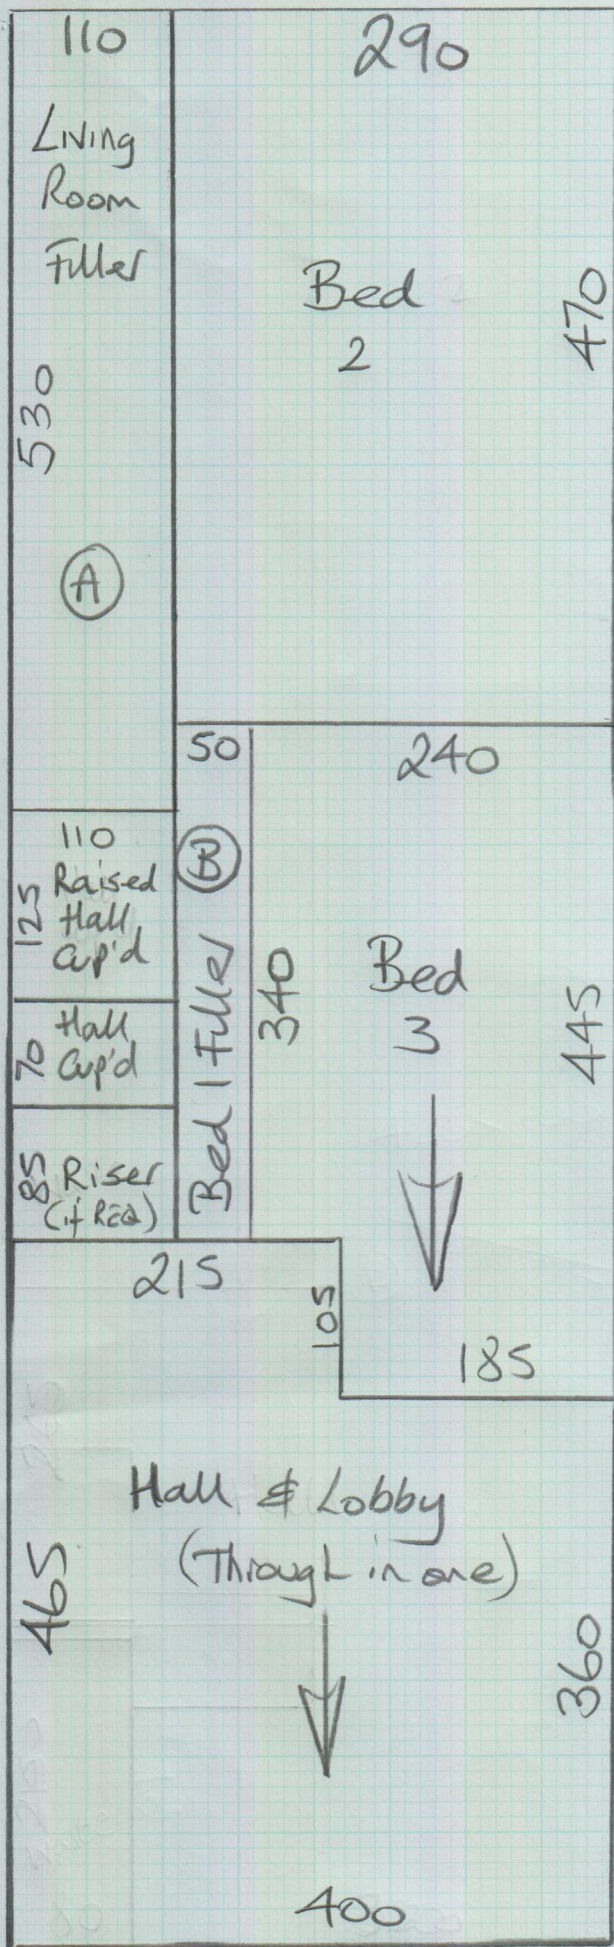 110
Living
Room
Filler
530
A
290
Bed
2
470
110
125
Raised
Hall
Cup'd
70
Hall
Cup'd
85
Riser
(if REQ)
50
B
Bed 1 Filler
340
240
Bed
3
445
215
105
185
Hall & Lobby
(Through in one)
465
360
400